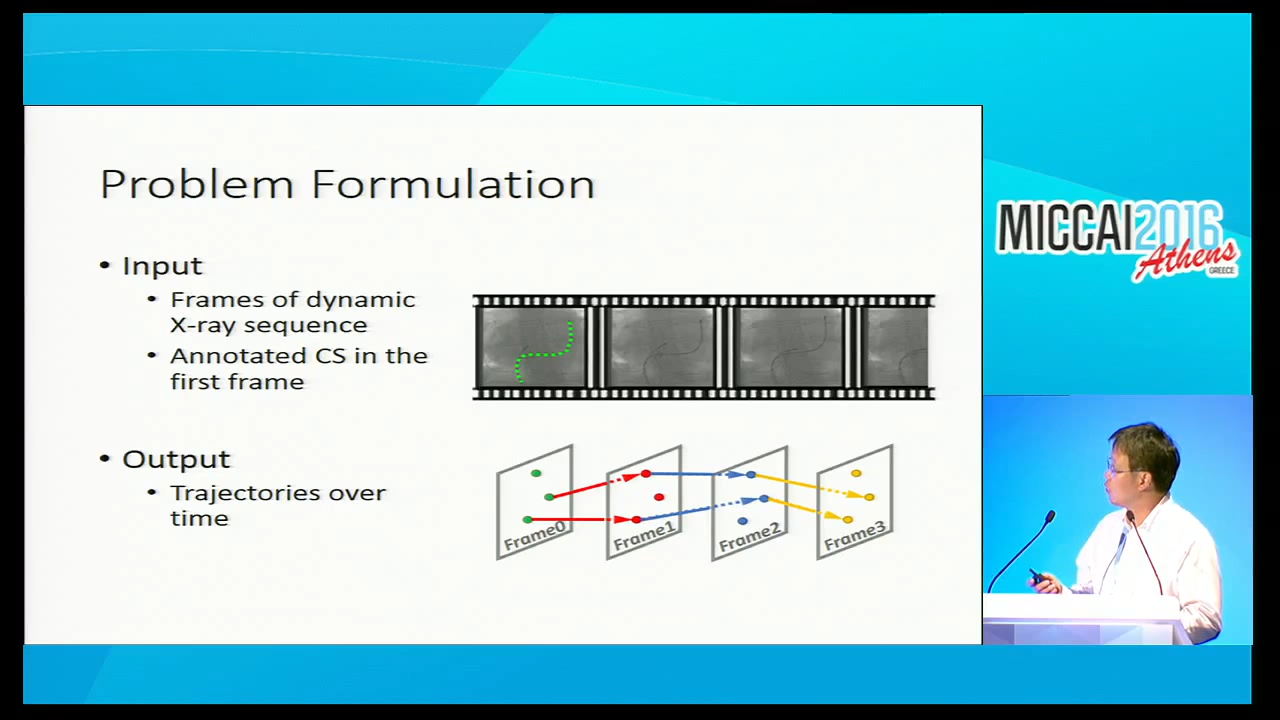 Problem Formulation
• Input
• Frames of dynamic
X-ray sequence
• Annotated CS in the
first frame
• Output
• Trajectories over
time
Frame0
Frame1
Frame2
Frame3
MICCAI2016
Athens
GREECE